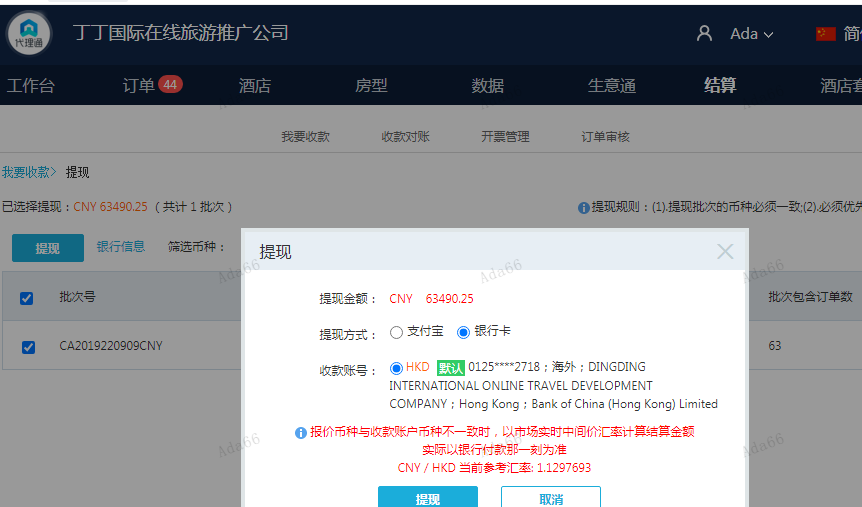 代理通
丁丁国际在线旅游推广公司
Ada
工作台 订单 44 酒店 房型 数据 生意通 结算 酒店套
我要收款 收款对账 开票管理 订单审核
我要收款> 提现
已选择提现：CNY 63490.25 ( 共计 1 批次 )
提现规则：(1).提现批次的币种必须一致;(2).必须优先
提现 银行信息 筛选币种：
提现
Ada66 Ada66 Ada66
批次号 批次包含订单数
提现金额： CNY 63490.25
提现方式： 支付宝 银行卡
CA2019220909CNY 63
收款账号： HKD 默认 0125****2718；海外；DINGDING
INTERNATIONAL ONLINE TRAVEL DEVELOPMENT
COMPANY；Hong Kong；Bank of China (Hong Kong) Limited
报价币种与收款账户币种不一致时，以市场实时中间价汇率计算结算金额
实际以银行付款那一刻为准
Ada66 Ada66 Ada66
CNY / HKD 当前参考汇率: 1.1297693
提现 取消